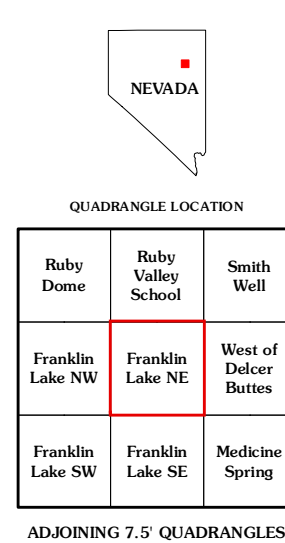 NEVADA
QUADRANGLE LOCATION
Ruby
Dome
Ruby
Valley
School
Smith
Well
Franklin
Lake NW
Franklin
Lake NE
West of
Delcer
Buttes
Franklin
Lake SW
Franklin
Lake SE
Medicine
Spring
ADJOINING 7.5' QUADRANGLES